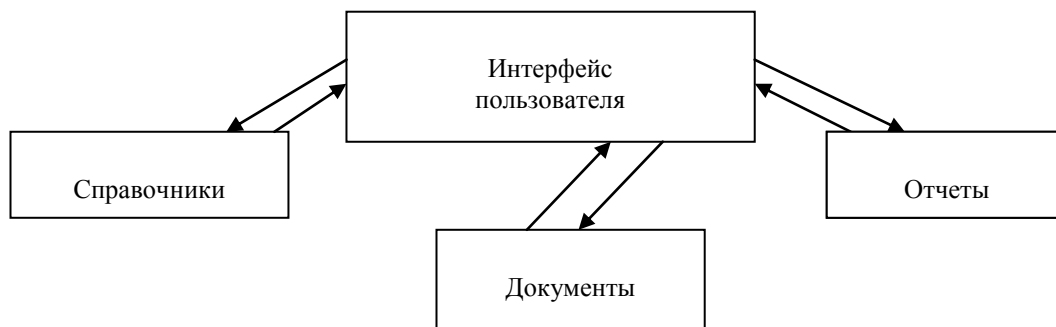 Интерфейс
пользователя
Справочники
Отчеты
Документы